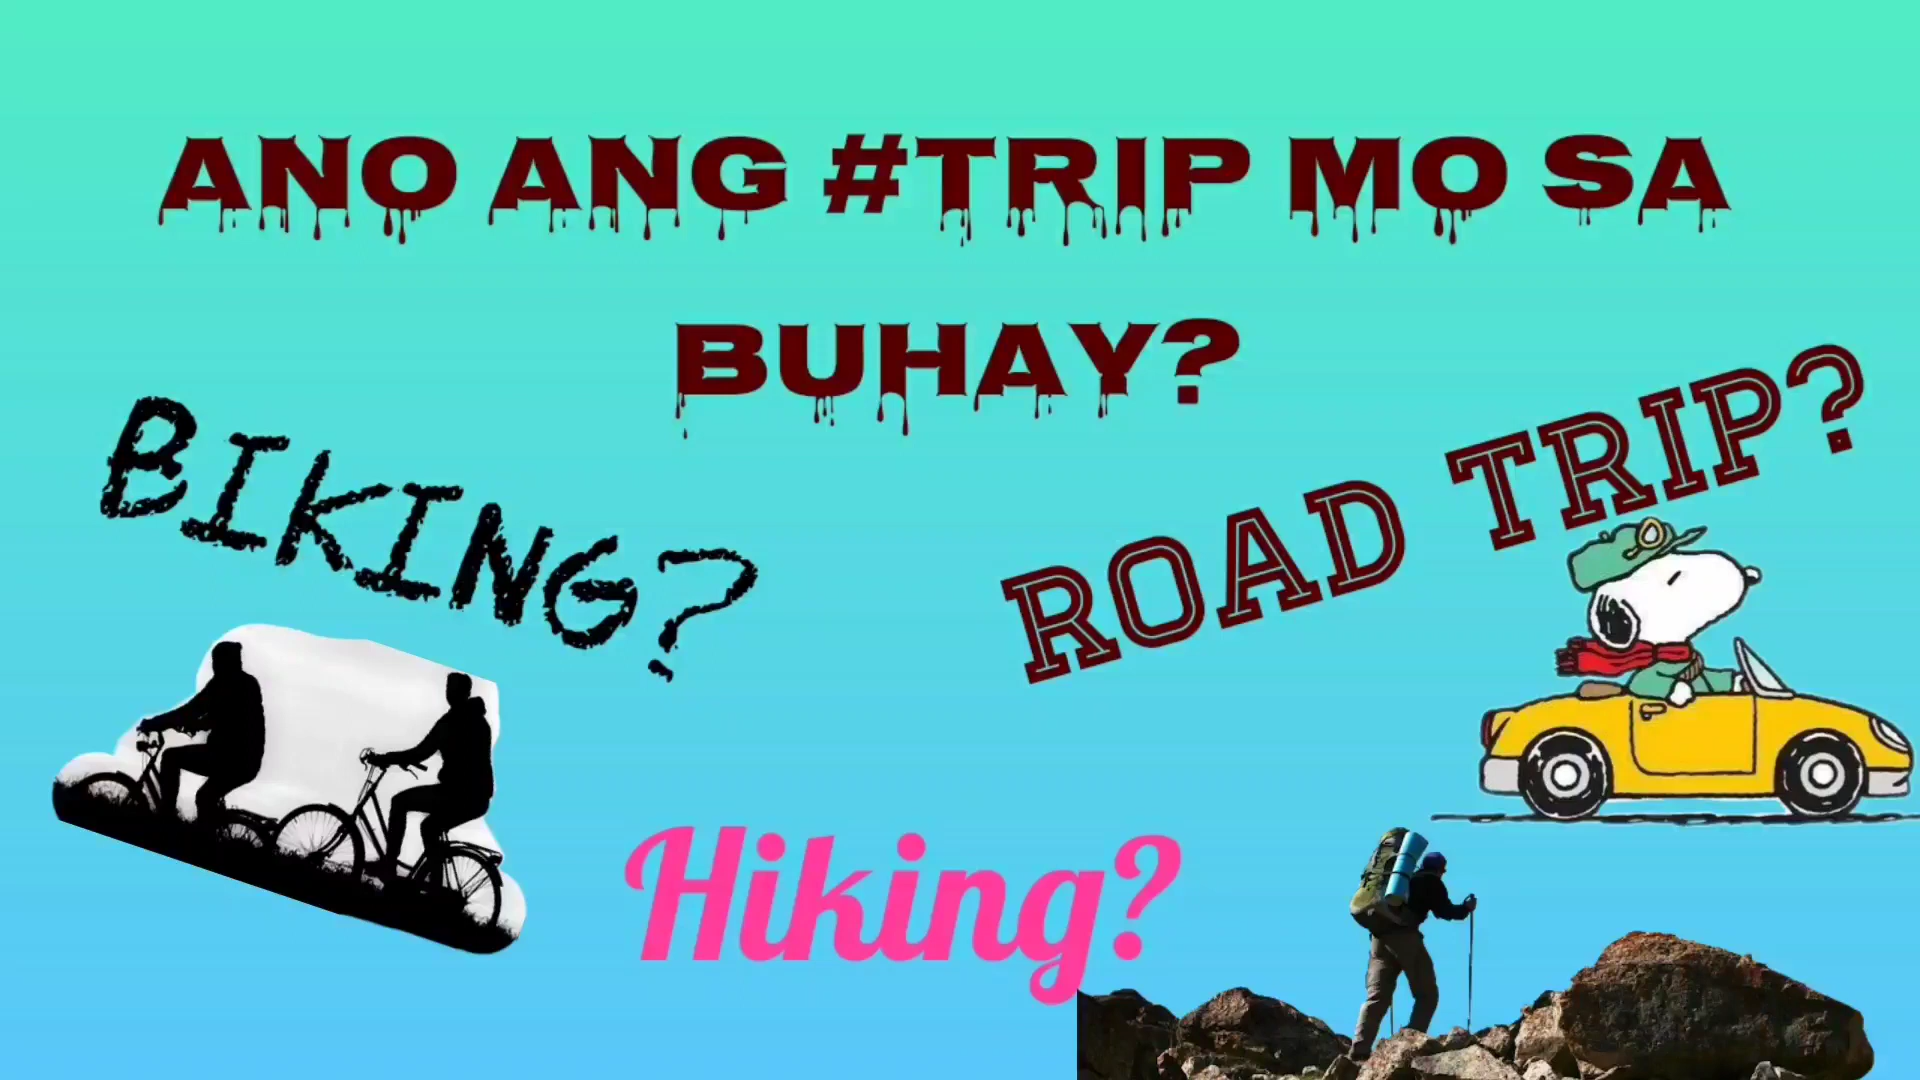 ANO ANG #TRIP MO SA
BUHAY?
BIKING?
ROAD TRIP?
Hiking?